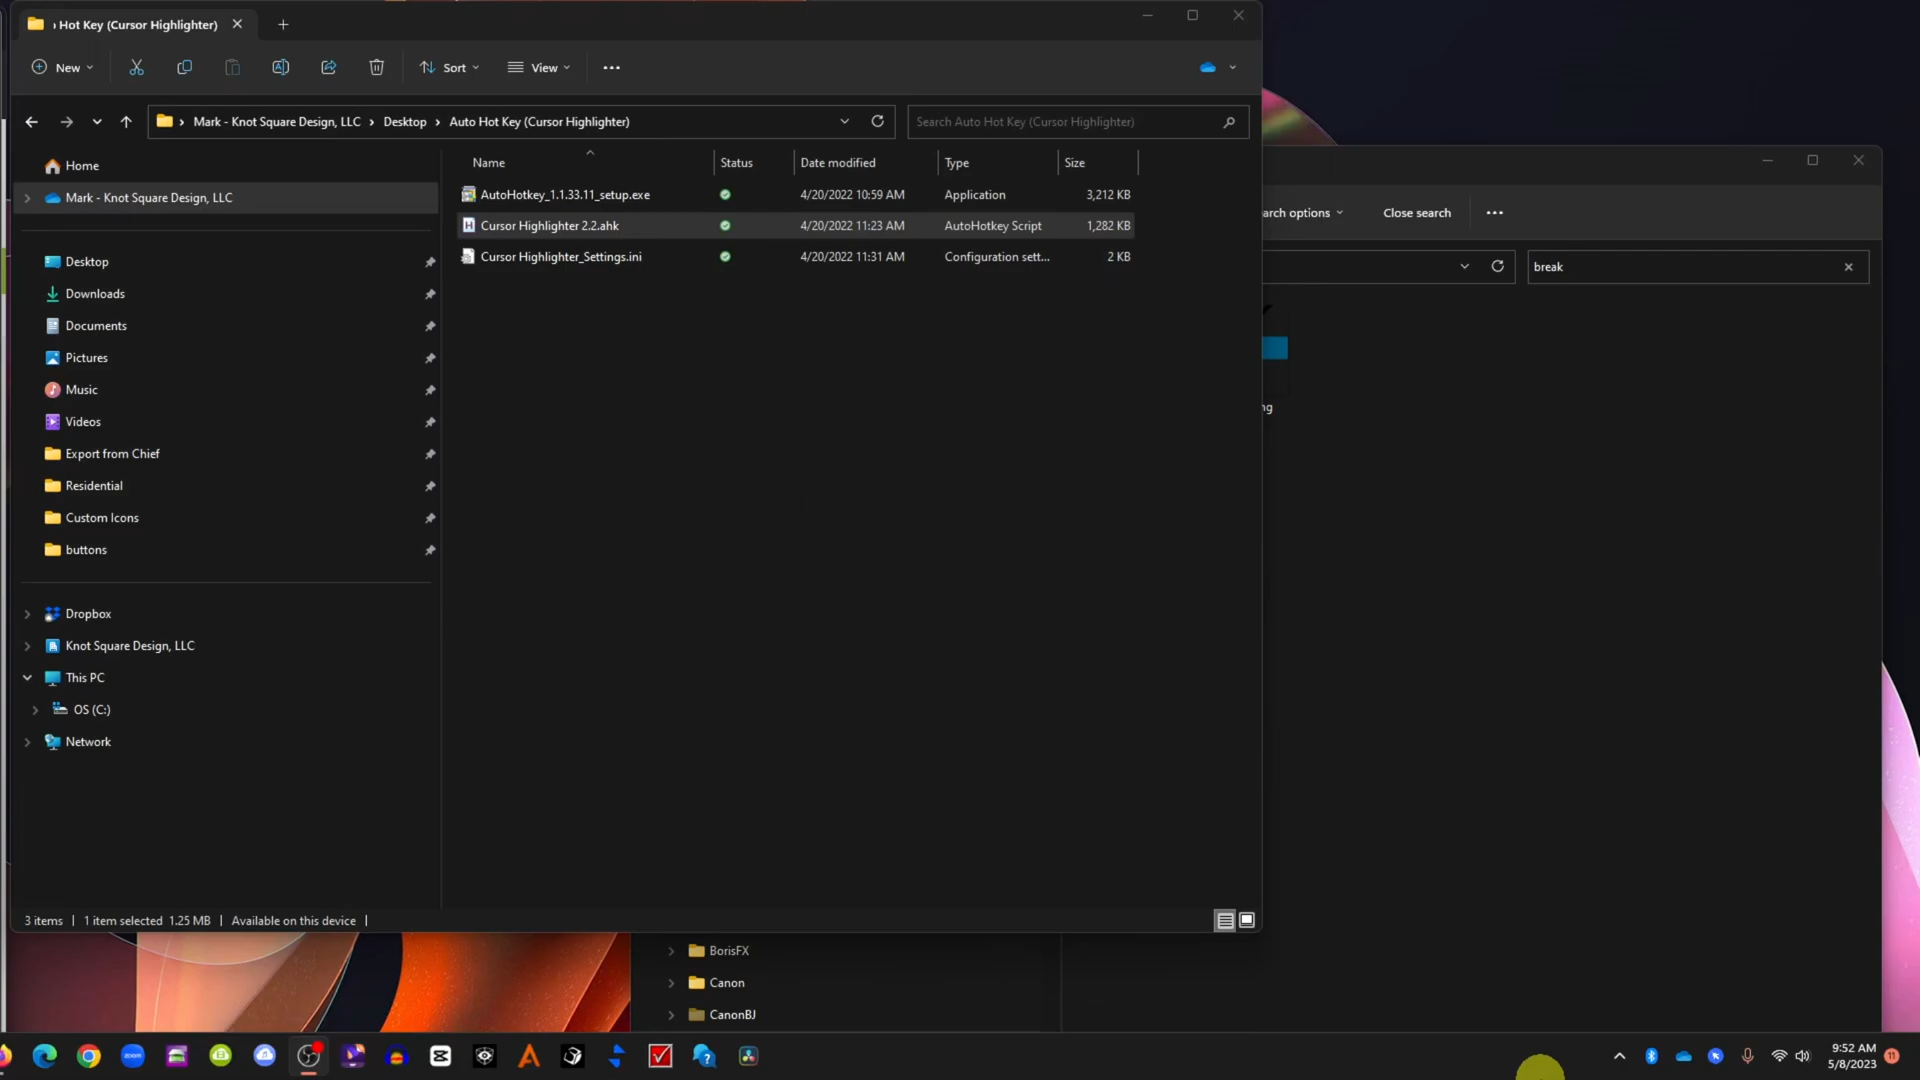 › Hot Key (Cursor Highlighter)
New
Sort
View
Mark - Knot Square Design, LLC
Desktop
Auto Hot Key (Cursor Highlighter)
Search Auto Hot Key (Cursor Highlighter)
Home
Mark - Knot Square Design, LLC
Desktop
Downloads
Documents
Pictures
Music
Videos
Export from Chief
Residential
Custom Icons
buttons
Dropbox
Knot Square Design, LLC
This PC
OS (C:)
Network
Name Status Date modified Type Size
AutoHotkey_1.1.33.11_setup.exe 4/20/2022 10:59 AM Application 3,212 KB
Cursor Highlighter 2.2.ahk 4/20/2022 11:23 AM AutoHotkey Script 1,282 KB
Cursor Highlighter_Settings.ini 4/20/2022 11:31 AM Configuration sett... 2 KB
3 items 1 item selected 1.25 MB Available on this device
arch options
Close search
break
ng
BorisFX
Canon
CanonBJ
zoom
9:52 AM
5/8/2023
11